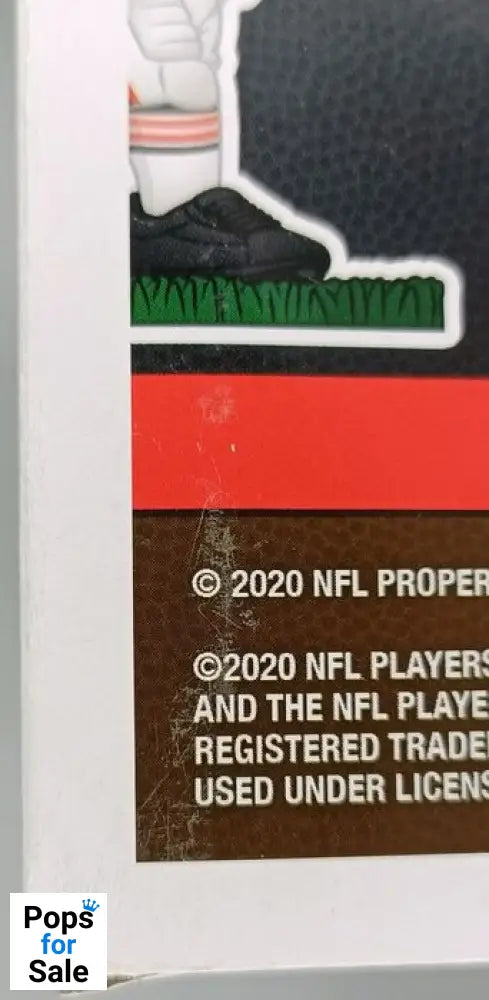 © 2020 NFL PROPER
©2020 NFL PLAYERS
AND THE NFL PLAYE
REGISTERED TRADE
USED UNDER LICENS
Pops
for
Sale